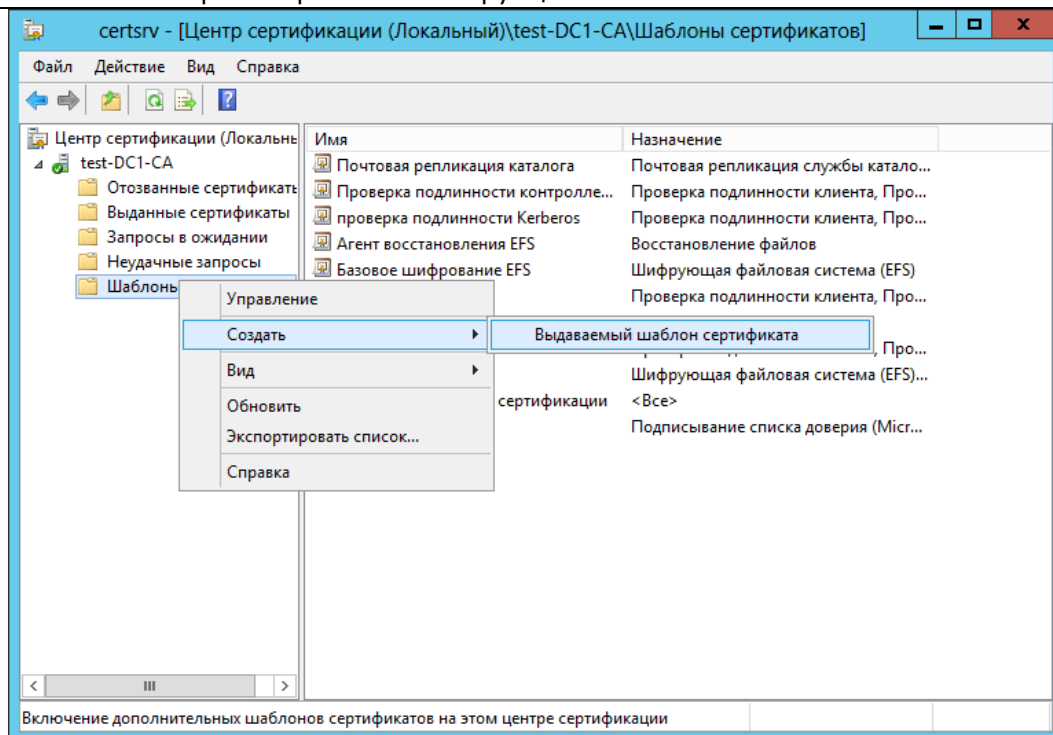 certsrv - [Центр сертификации (Локальный)\test-DC1-CA\Шаблоны сертификатов]
Файл Действие Вид Справка
Центр сертификации (Локальнь
test-DC1-CA
Отозванные сертификать
Выданные сертификаты
Запросы в ожидании
Неудачные запросы
Шаблоны
Имя Назначение
Почтовая репликация каталога Почтовая репликация службы катало...
Проверка подлинности контролле... Проверка подлинности клиента, Про...
проверка подлинности Kerberos Проверка подлинности клиента, Про...
Агент восстановления EFS Восстановление файлов
Базовое шифрование EFS Шифрующая файловая система (EFS)
Проверка подлинности клиента, Про...
, Про...
Шифрующая файловая система (EFS)...
сертификации <Все>
Подписывание списка доверия (Micr...
Управление
Создать
Выдаваемый шаблон сертификата
Вид
Обновить
Экспортировать список...
Справка
Включение дополнительных шаблонов сертификатов на этом центре сертификации